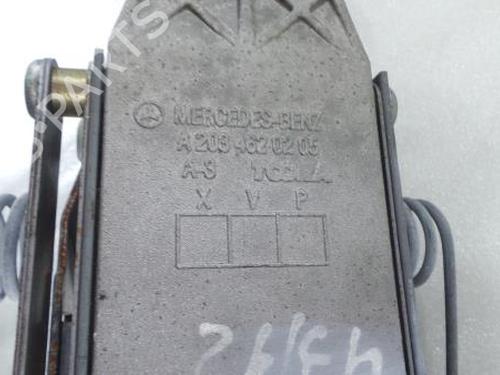 MERCEDES-BENZ
A 203 462 02 05
A-S
X V P